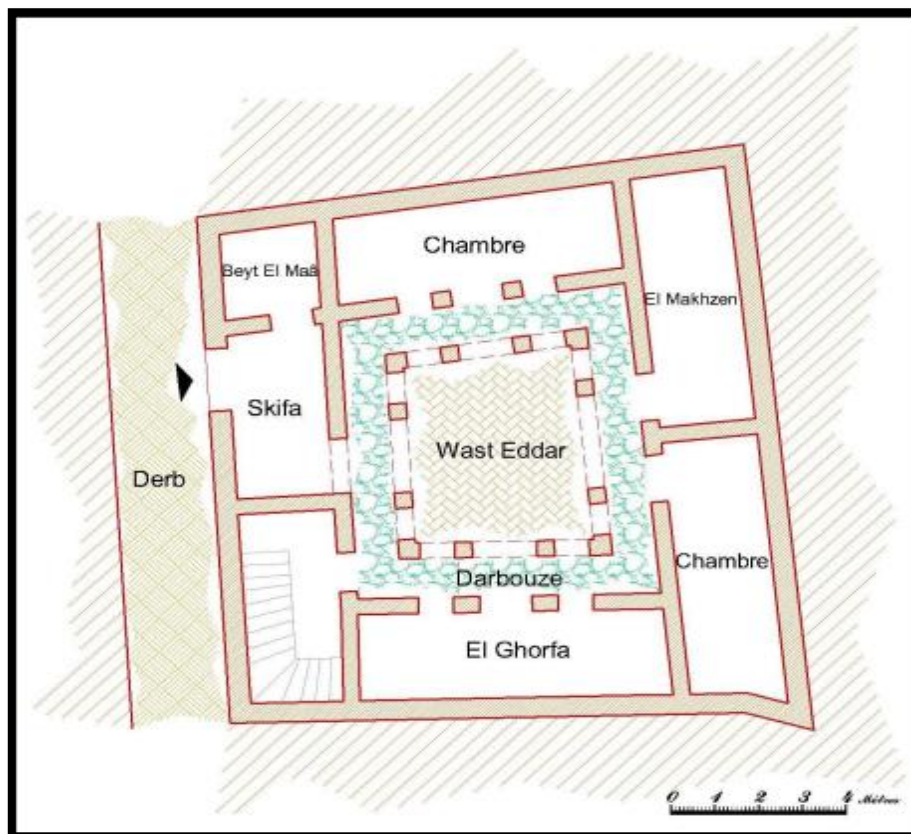 Chambre
Beyt El Maâ
El Makhzen
Skifa
Wast Eddar
Derb
Chambre
Darbouze
El Ghorfa
0 1 2 3 4 Mètres